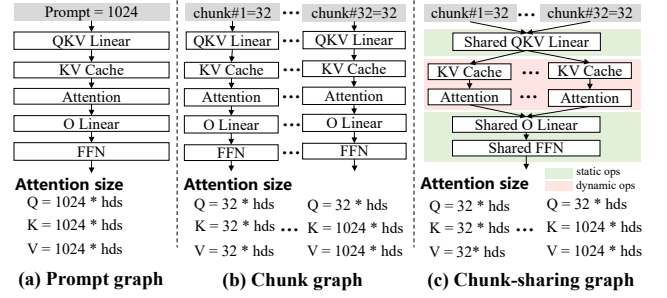 Prompt = 1024
QKV Linear
KV Cache
Attention
O Linear
FFN
Attention size
Q = 1024 * hds
K = 1024 * hds
V = 1024 * hds
(a) Prompt graph
chunk#1=32 ... chunk#32=32
QKV Linear ... QKV Linear
KV Cache ... KV Cache
Attention ... Attention
O Linear ... O Linear
FFN ... FFN
Attention size
Q = 32 * hds Q = 32 * hds
K = 32 * hds ... K = 1024 * hds
V = 32 * hds V = 1024 * hds
(b) Chunk graph
chunk#1=32 ... chunk#32=32
Shared QKV Linear
KV Cache ... KV Cache
Attention ... Attention
Shared O Linear
Shared FFN
static ops
dynamic ops
Attention size
Q = 32 * hds Q = 32 * hds
K = 32 * hds ... K = 1024 * hds
V = 32* hds V = 1024 * hds
(c) Chunk-sharing graph